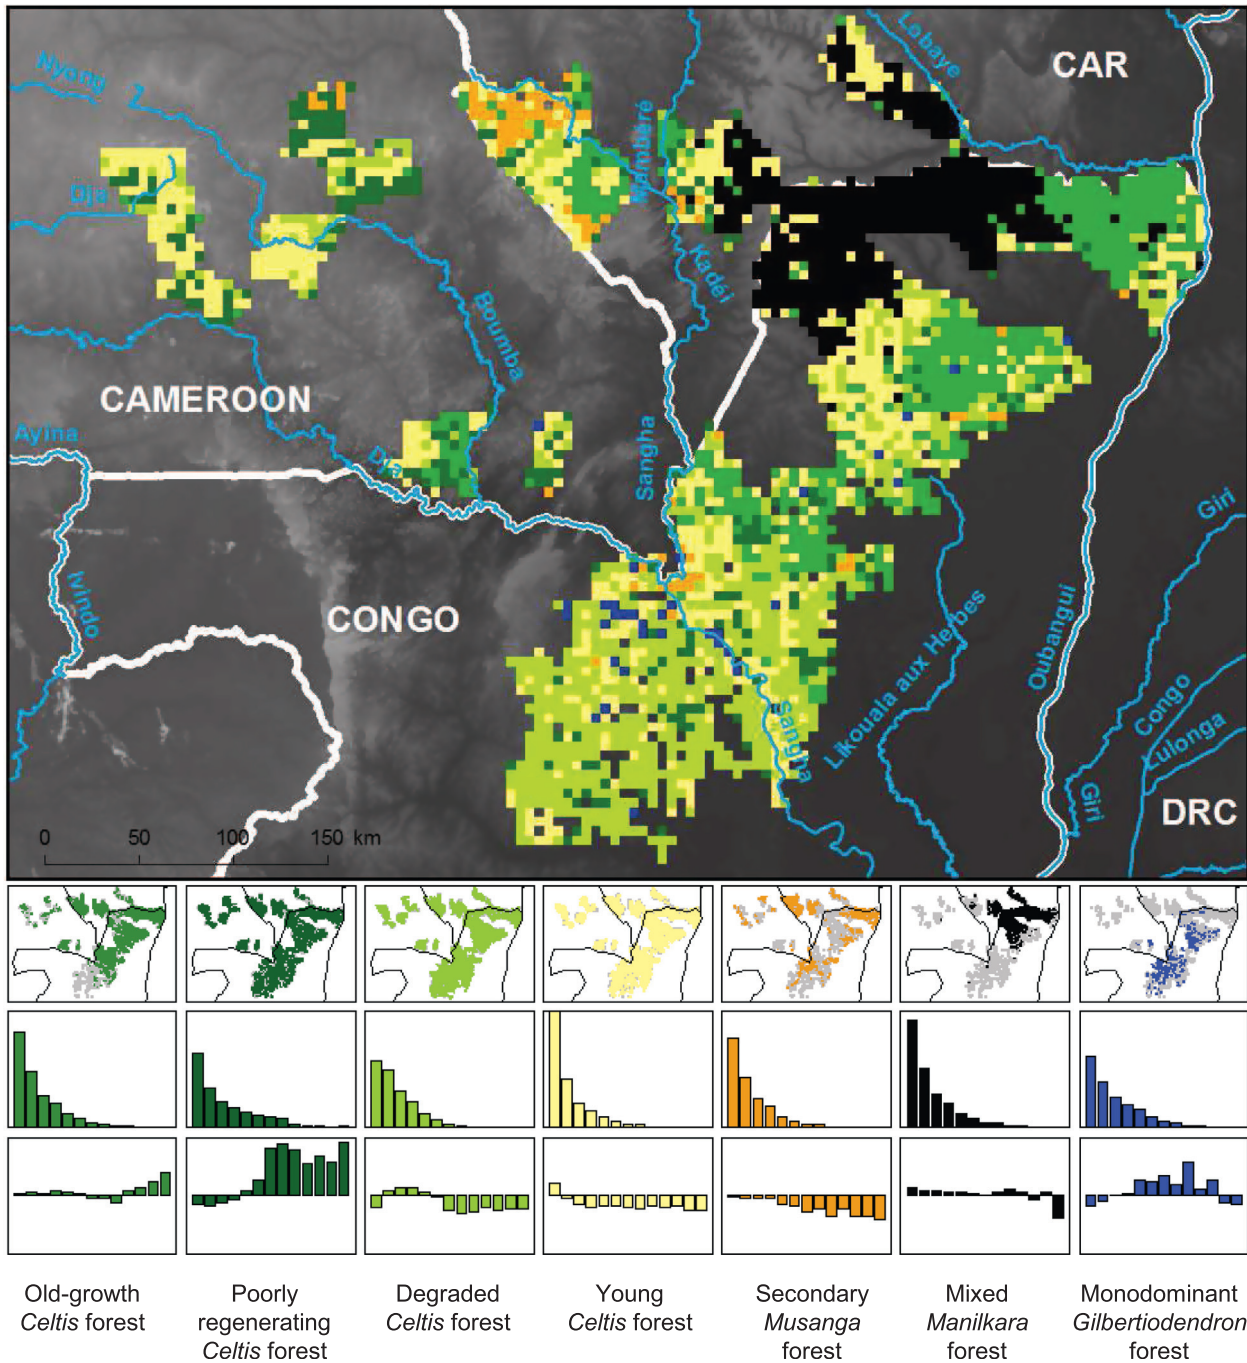 Nyong
Lobaye
CAR
Mambéré
Dja
Kadéi
Boumba
CAMEROON
Ayina
Dja
Sangha
Giri
Ivindo
CONGO
Likouala aux Herbes
Oubangui
Congo
Lulonga
Sangha
Giri
DRC
0 50 100 150 km
Old-growth Poorly Degraded Young Secondary Mixed Monodominant
Celtis forest regenerating Celtis forest Celtis forest Musanga Manilkara Gilbertiodendron
Celtis forest forest forest forest